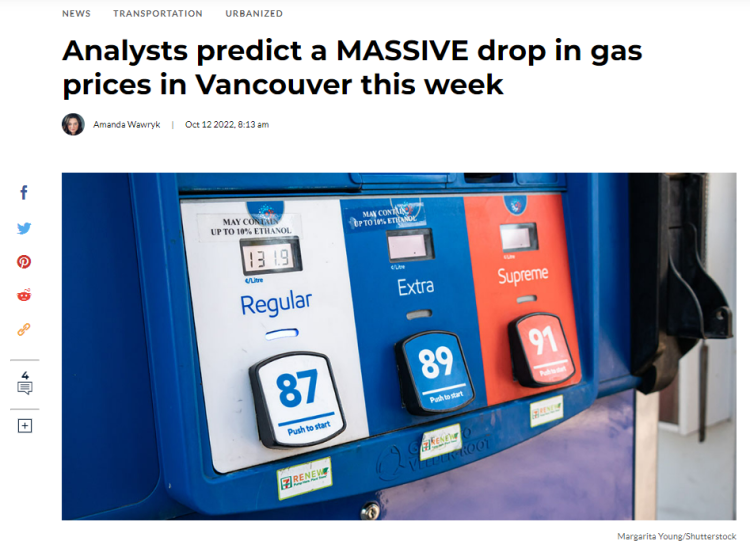 NEWS TRANSPORTATION URBANIZED
Analysts predict a MASSIVE drop in gas
prices in Vancouver this week
Amanda Wawryk | Oct 12 2022, 8:13 am
MAY CONTAIN
UP TO 10% ETHANOL
MAY CONTAIN
UP TO 10% ETHANOL
131.9
¢/Litre
¢/Litre
¢/Litre
Regular
Extra
Supreme
87
Push to start
89
Push to start
91
Push to start
RENEW
RENEW
RENEW
4
Margarita Young/Shutterstock